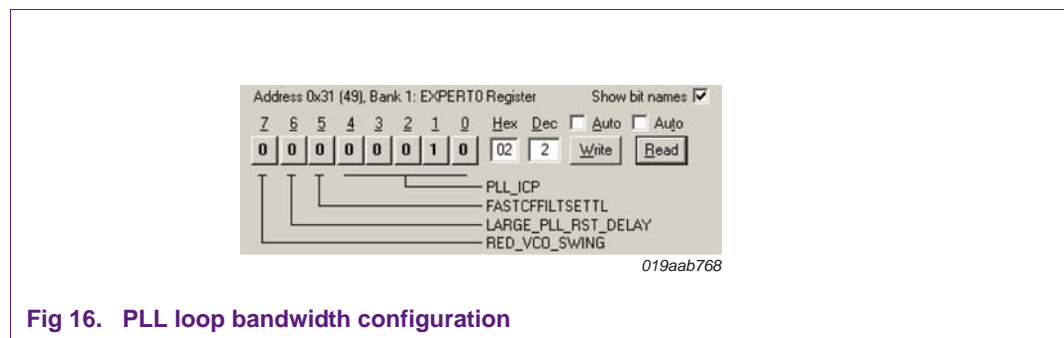 Address 0x31 (49), Bank 1: EXPERT0 Register Show bit names
7 6 5 4 3 2 1 0 Hex Dec Auto Auto
0 0 0 0 0 0 1 0 02 2 Write Read
PLL_ICP
FASTCFFILTSETTL
LARGE_PLL_RST_DELAY
RED_VCO_SWING
019aab768
Fig 16. PLL loop bandwidth configuration